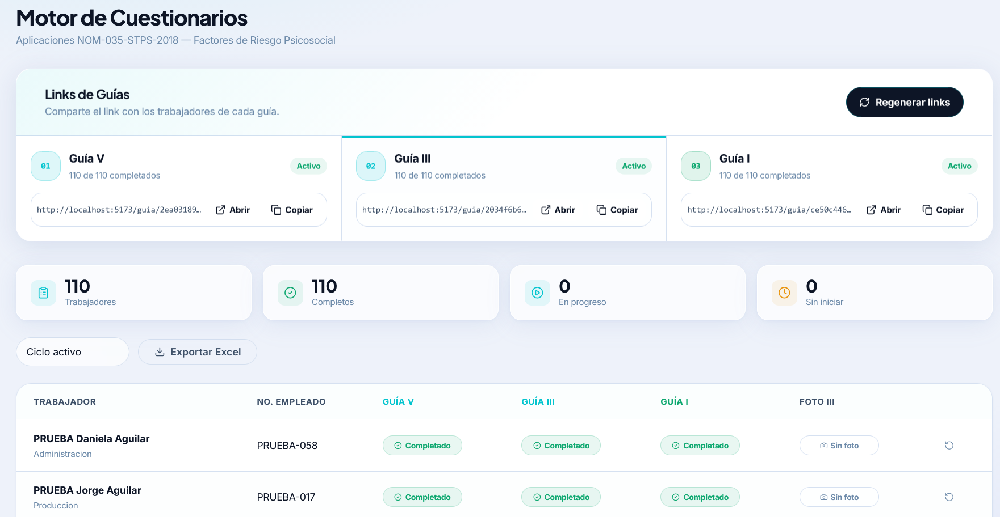 Motor de Cuestionarios
Aplicaciones NOM-035-STPS-2018 — Factores de Riesgo Psicosocial
Links de Guías
Comparte el link con los trabajadores de cada guía.
Regenerar links
01
Guía V
110 de 110 completados
Activo
http://localhost:5173/guia/2ea03189…
Abrir
Copiar
02
Guía III
110 de 110 completados
Activo
http://localhost:5173/guia/2034f6b6…
Abrir
Copiar
03
Guía I
110 de 110 completados
Activo
http://localhost:5173/guia/ce50c446…
Abrir
Copiar
110
Trabajadores
110
Completos
0
En progreso
0
Sin iniciar
Ciclo activo
Exportar Excel
TRABAJADOR NO. EMPLEADO GUÍA V GUÍA III GUÍA I FOTO III
PRUEBA Daniela Aguilar
Administracion
PRUEBA-058 Completado Completado Completado Sin foto
PRUEBA Jorge Aguilar
Produccion
PRUEBA-017 Completado Completado Completado Sin foto